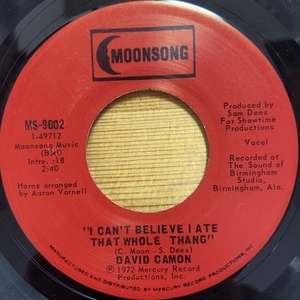 MOONSONG
MS-9002
1-49712
Moonsong Music
(BMI)
Intro. :18
2:40
Horns arranged
by Aaron Varnell
Produced by
Sam Dees
For Showtime
Productions
Vocal
Recorded at
The Sound of
Birmingham
Studio,
Birmingham, Ala.
"I CAN'T BELIEVE I ATE
THAT WHOLE THANG"
(C. Moon - S. Dees)
DAVID CAMON
℗ 1972 Mercury Record
Productions, Inc.
MANUFACTURED AND DISTRIBUTED BY MERCURY RECORD PRODUCTIONS, INC.